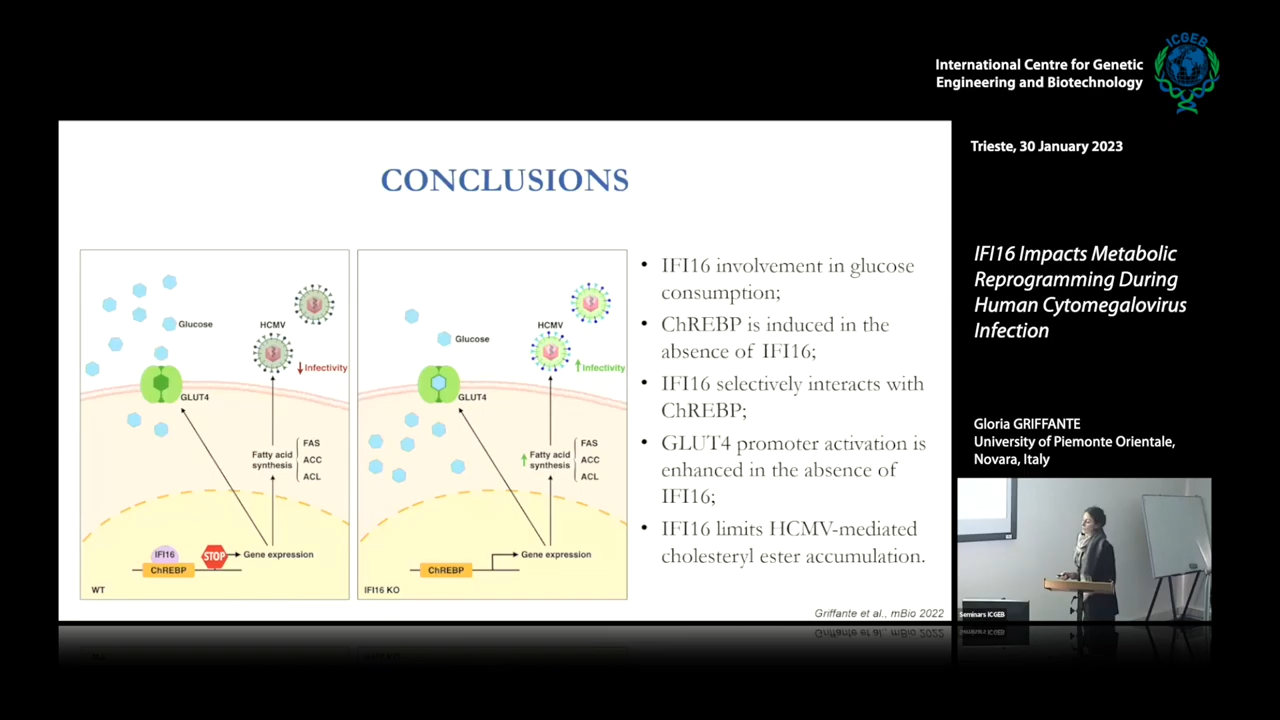 ICGEB
International Centre for Genetic
Engineering and Biotechnology
Trieste, 30 January 2023
IFI16 Impacts Metabolic
Reprogramming During
Human Cytomegalovirus
Infection
Gloria GRIFFANTE
University of Piemonte Orientale,
Novara, Italy
Seminars ICGEB
CONCLUSIONS
Glucose
HCMV
Infectivity
GLUT4
Fatty acid
synthesis
FAS
ACC
ACL
IFI16
ChREBP
STOP
Gene expression
WT
Glucose
HCMV
Infectivity
GLUT4
Fatty acid
synthesis
FAS
ACC
ACL
ChREBP
Gene expression
IFI16 KO
• IFI16 involvement in glucose
consumption;
• ChREBP is induced in the
absence of IFI16;
• IFI16 selectively interacts with
ChREBP;
• GLUT4 promoter activation is
enhanced in the absence of
IFI16;
• IFI16 limits HCMV-mediated
cholesteryl ester accumulation.
Griffante et al., mBio 2022